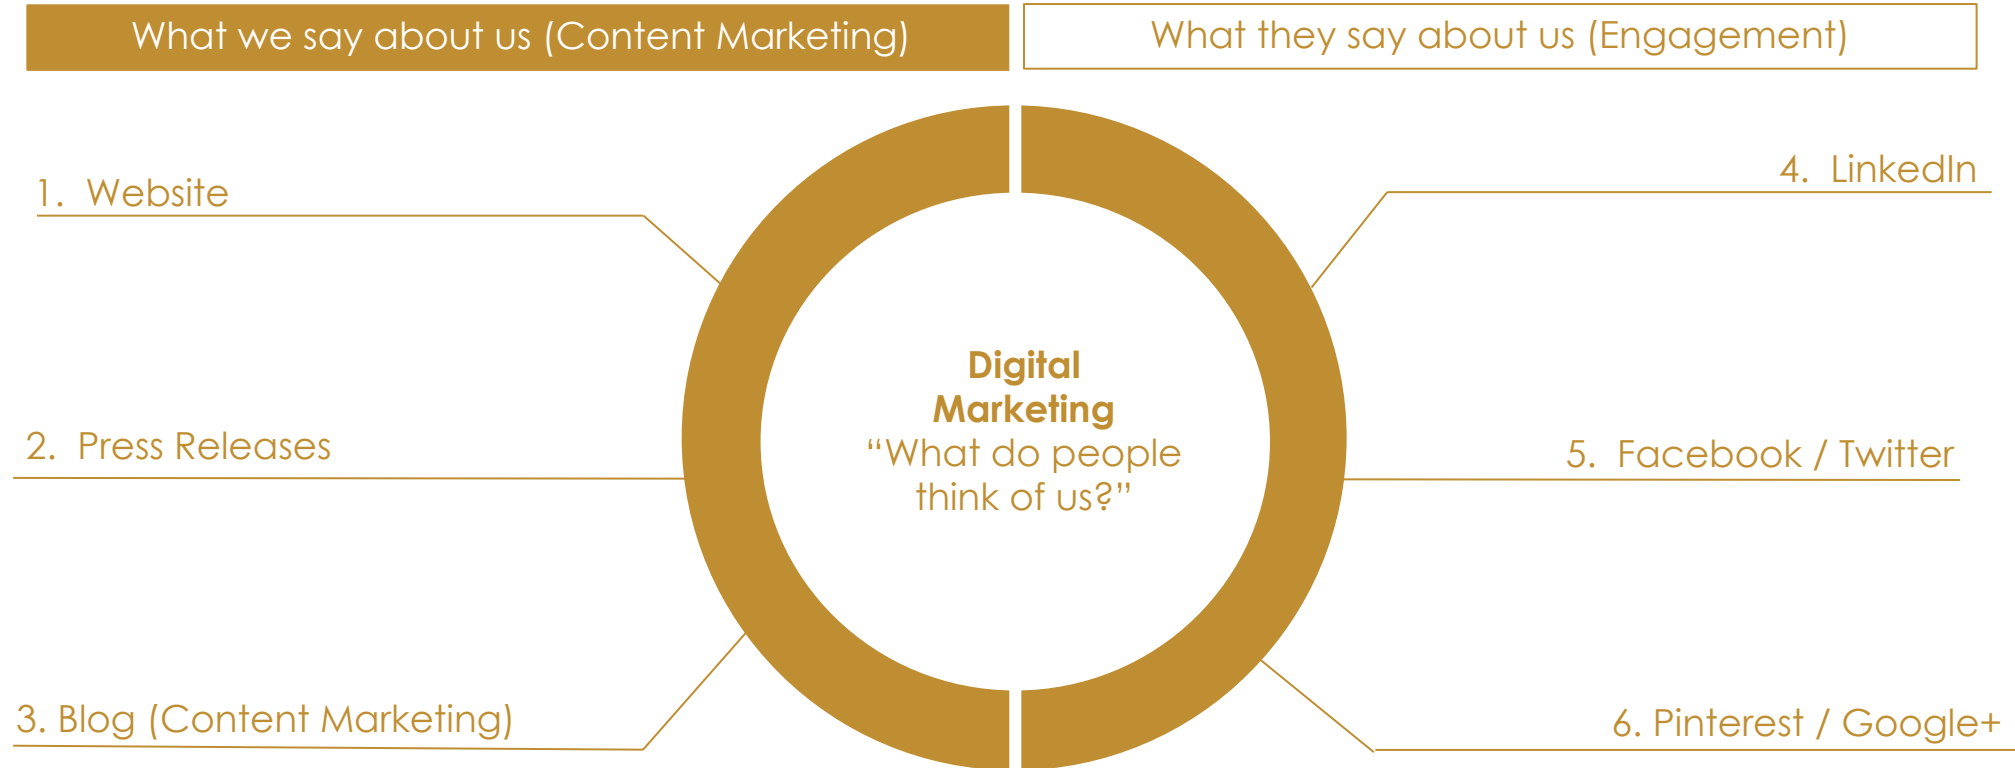 What we say about us (Content Marketing)
What they say about us (Engagement)
1. Website
2. Press Releases
3. Blog (Content Marketing)
Digital
Marketing
“What do people
think of us?”
4. LinkedIn
5. Facebook / Twitter
6. Pinterest / Google+